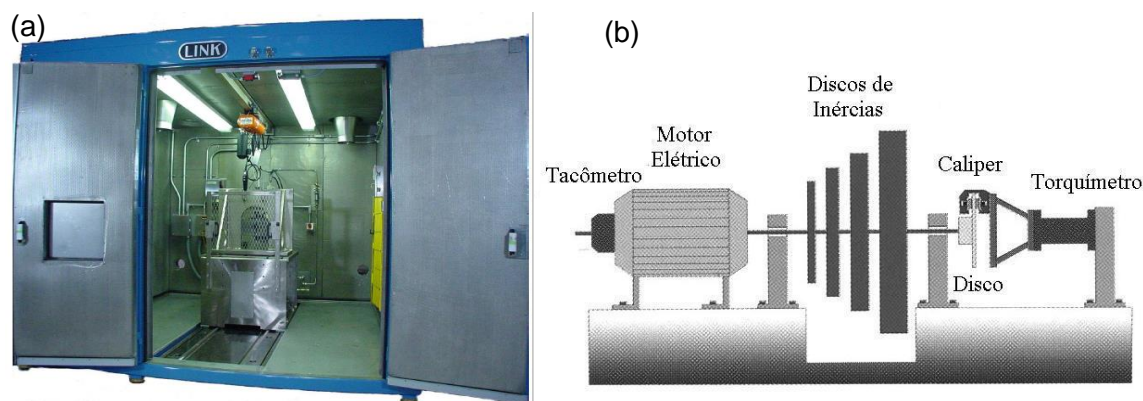 (a)
LINK
(b)
Discos de
Inércias
Motor
Elétrico
Tacômetro
Caliper
Torquímetro
Disco